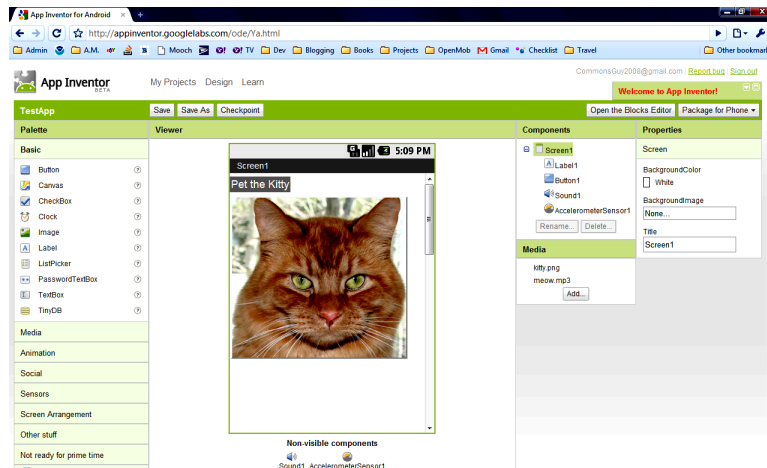 App Inventor for Android
http://appinventor.googlelabs.com/ode/Ya.html
Admin A.M. Mooch TV Dev Blogging Books Projects OpenMob Gmail Checklist Travel Other bookmar
CommonsGuy2008@gmail.com | Report bug | Sign out
App Inventor
BETA
My Projects Design Learn
Welcome to App Inventor!
TestApp Save Save As Checkpoint Open the Blocks Editor Package for Phone
Palette Viewer Components Properties
Basic
Button
Canvas
CheckBox
Clock
Image
Label
ListPicker
PasswordTextBox
TextBox
TinyDB
Media
Animation
Social
Sensors
Screen Arrangement
Other stuff
Not ready for prime time
5:09 PM
Screen1
Pet the Kitty
Non-visible components
Sound1 AccelerometerSensor1
Screen1
Label1
Button1
Sound1
AccelerometerSensor1
Rename... Delete...
Media
kitty.png
meow.mp3
Add...
Screen
BackgroundColor
White
BackgroundImage
None...
Title
Screen1